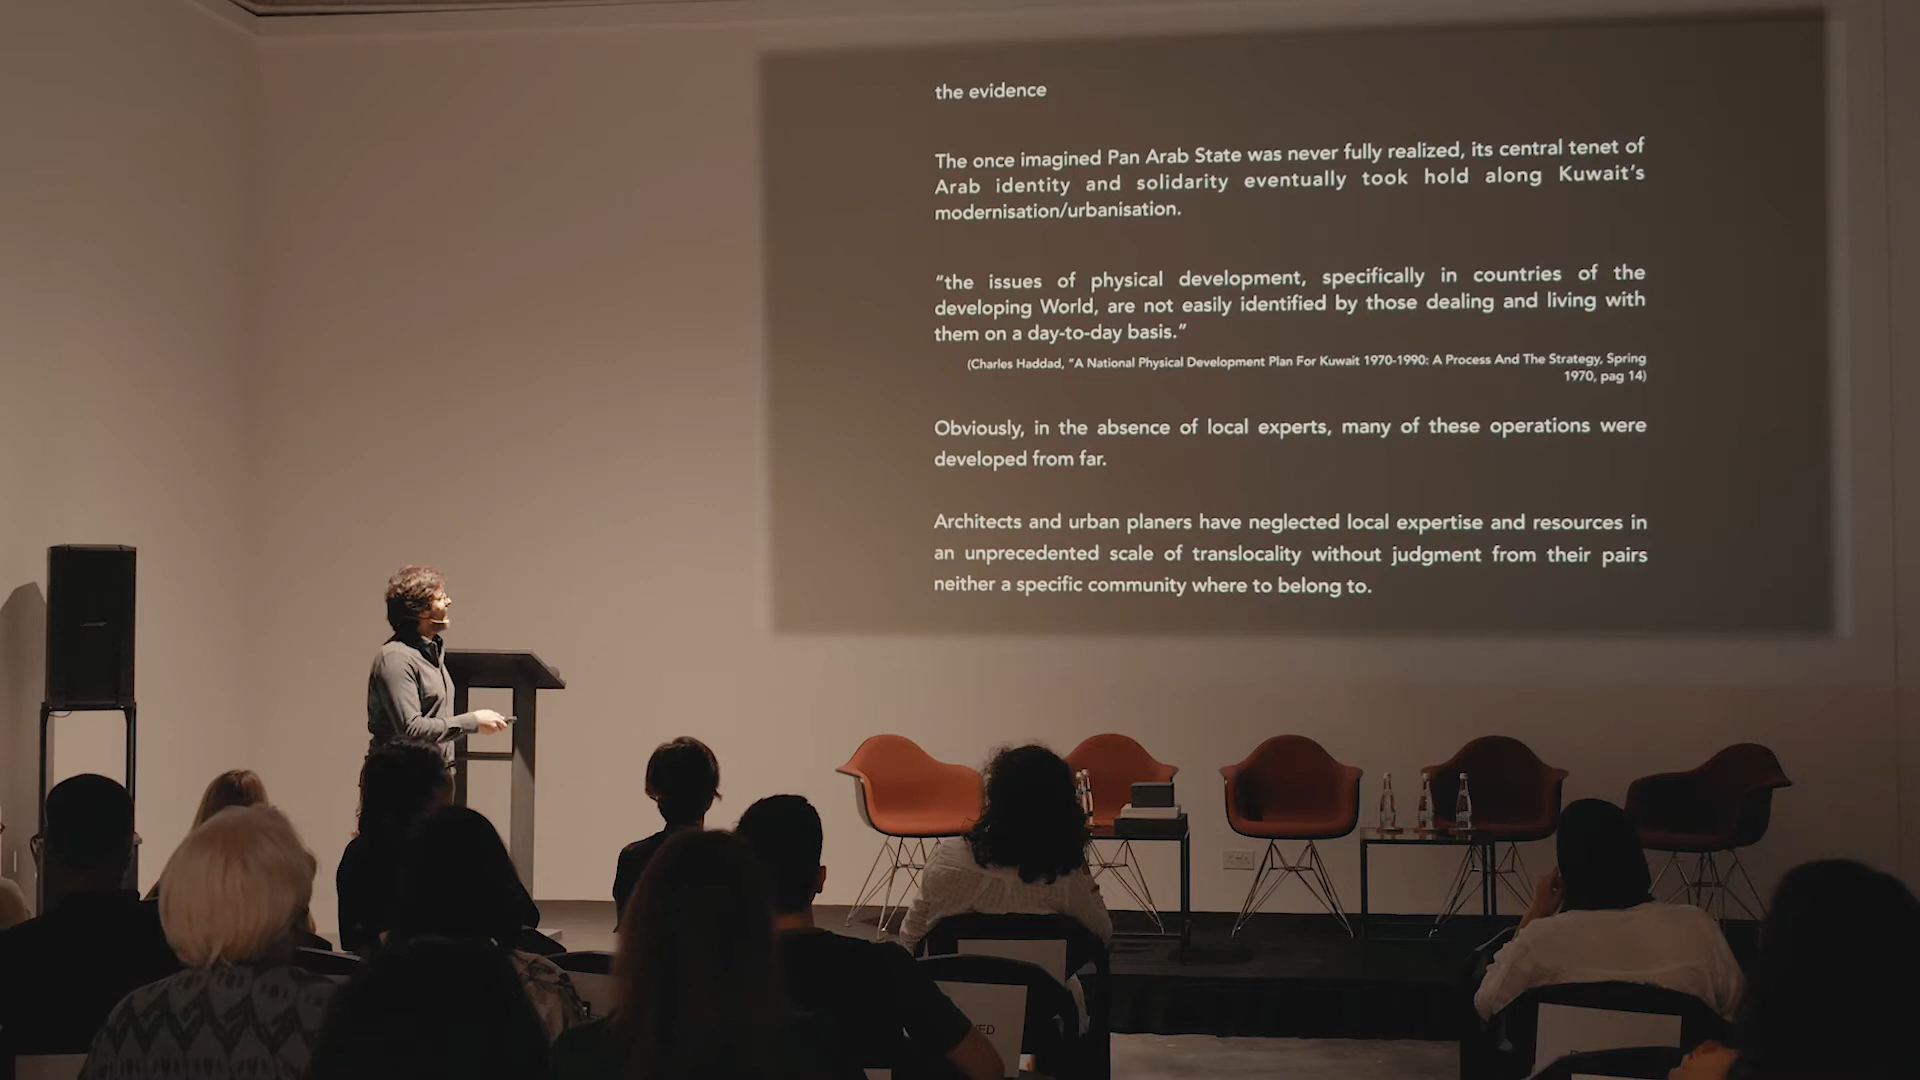 the evidence
The once imagined Pan Arab State was never fully realized, its central tenet of
Arab identity and solidarity eventually took hold along Kuwait's
modernisation/urbanisation.
"the issues of physical development, specifically in countries of the
developing World, are not easily identified by those dealing and living with
them on a day-to-day basis."
(Charles Haddad, "A National Physical Development Plan For Kuwait 1970-1990: A Process And The Strategy, Spring
1970, pag 14)
Obviously, in the absence of local experts, many of these operations were
developed from far.
Architects and urban planers have neglected local expertise and resources in
an unprecedented scale of translocality without judgment from their pairs
neither a specific community where to belong to.